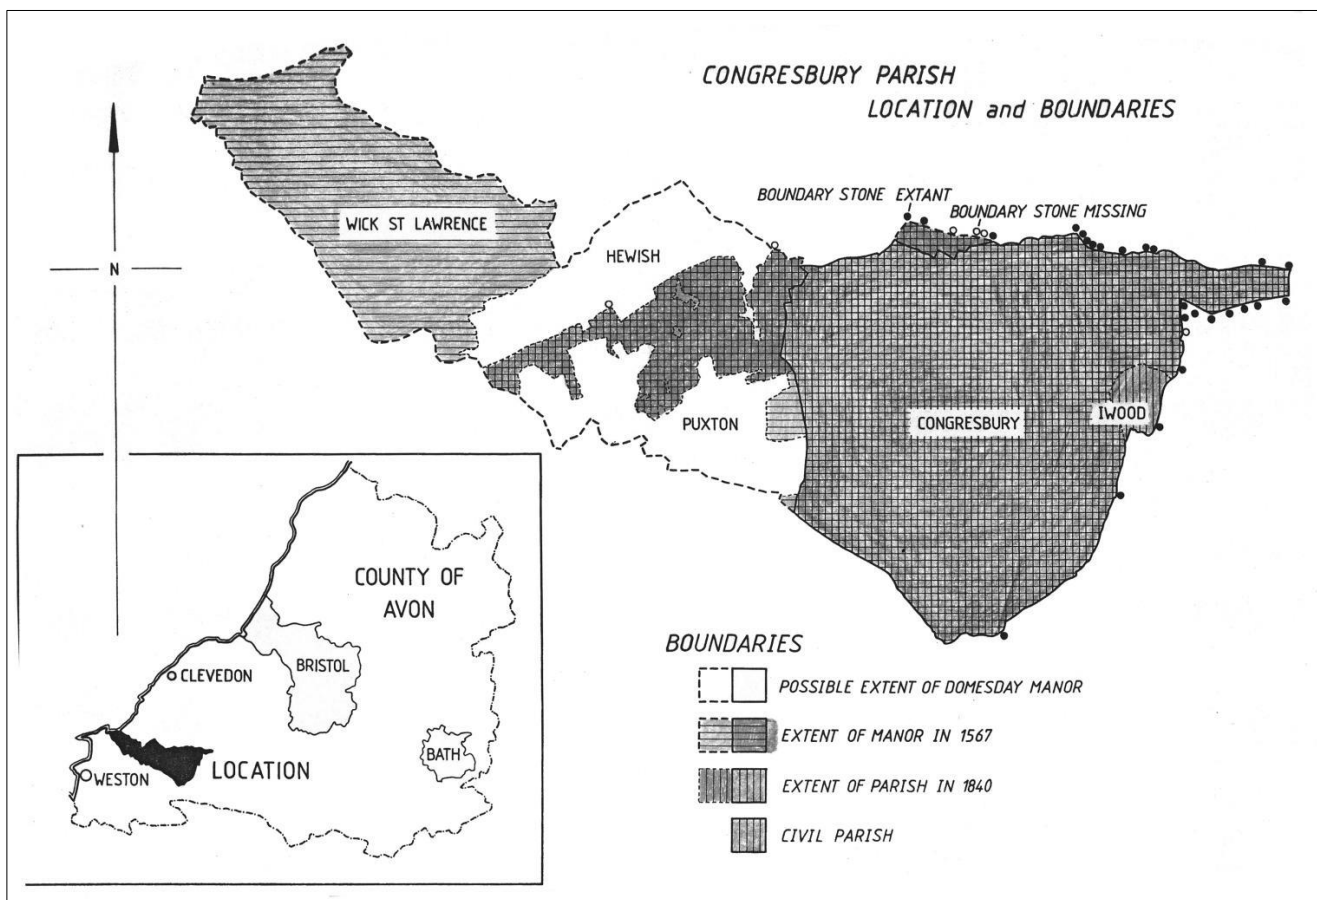 CONGRESBURY PARISH
LOCATION and BOUNDARIES
BOUNDARY STONE EXTANT
BOUNDARY STONE MISSING
WICK ST LAWRENCE
HEWISH
N
PUXTON
CONGRESBURY
IWOOD
COUNTY OF
AVON
BRISTOL
CLEVEDON
BATH
WESTON
LOCATION
BOUNDARIES
POSSIBLE EXTENT OF DOMESDAY MANOR
EXTENT OF MANOR IN 1567
EXTENT OF PARISH IN 1840
CIVIL PARISH